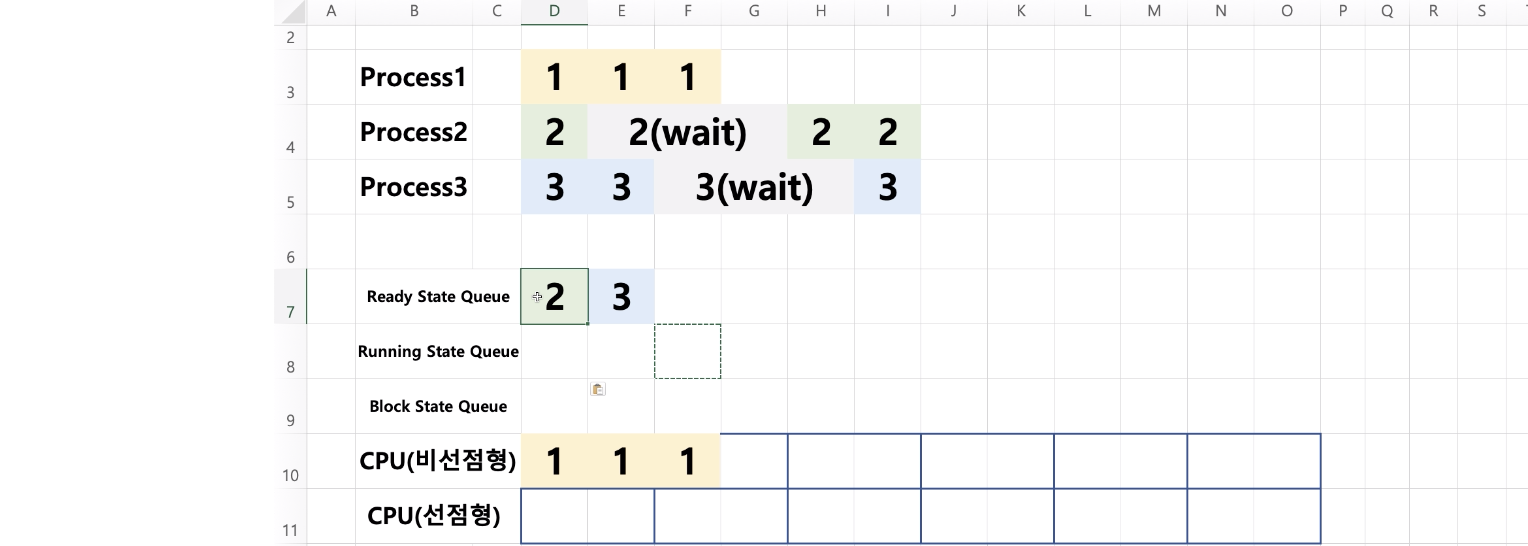 A B C D E F G H I J K L M N O P Q R S
2
3 Process1 1 1 1
4 Process2 2 2(wait) 2 2
5 Process3 3 3 3(wait) 3
6
7 Ready State Queue 2 3
8 Running State Queue
9 Block State Queue
10 CPU(비선점형) 1 1 1
11 CPU(선점형)